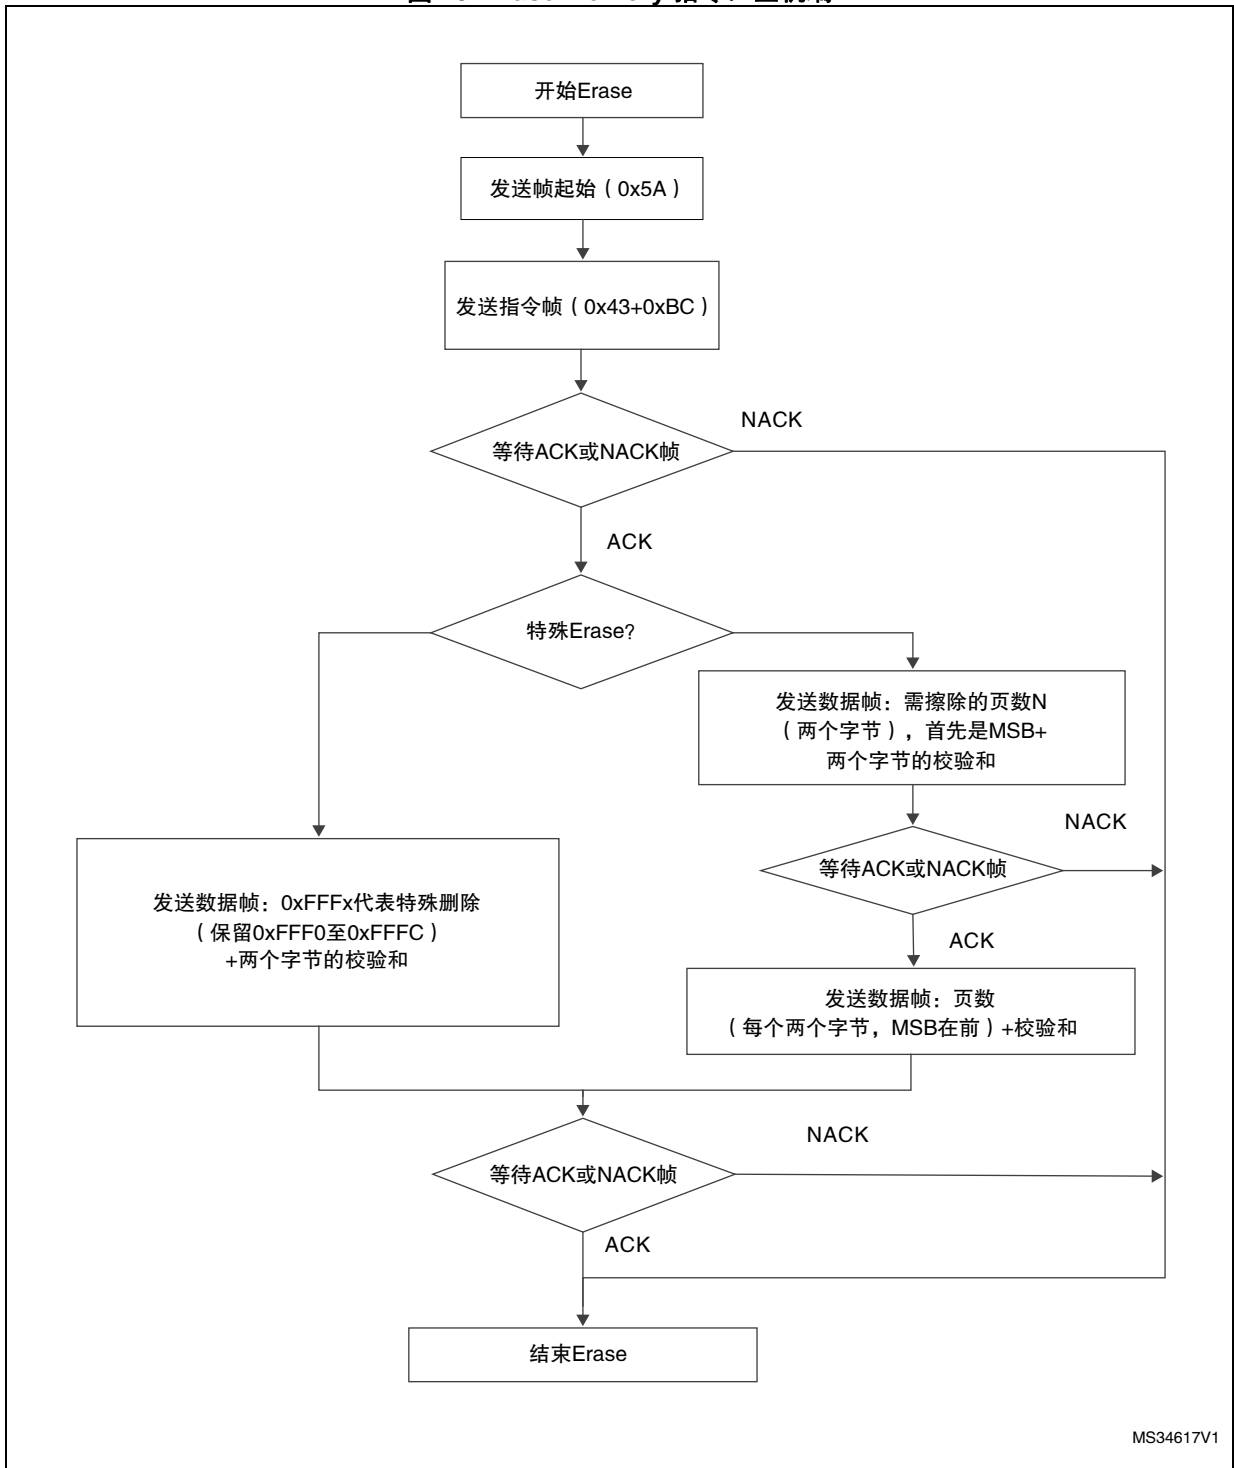 开始Erase
发送帧起始（0x5A）
发送指令帧（0x43+0xBC）
等待ACK或NACK帧
NACK
ACK
特殊Erase?
发送数据帧：需擦除的页数N
（两个字节），首先是MSB+
两个字节的校验和
NACK
等待ACK或NACK帧
发送数据帧：0xFFFx代表特殊删除
（保留0xFFF0至0xFFFC）
+两个字节的校验和
ACK
发送数据帧：页数
（每个两个字节，MSB在前）+校验和
NACK
等待ACK或NACK帧
ACK
结束Erase
MS34617V1